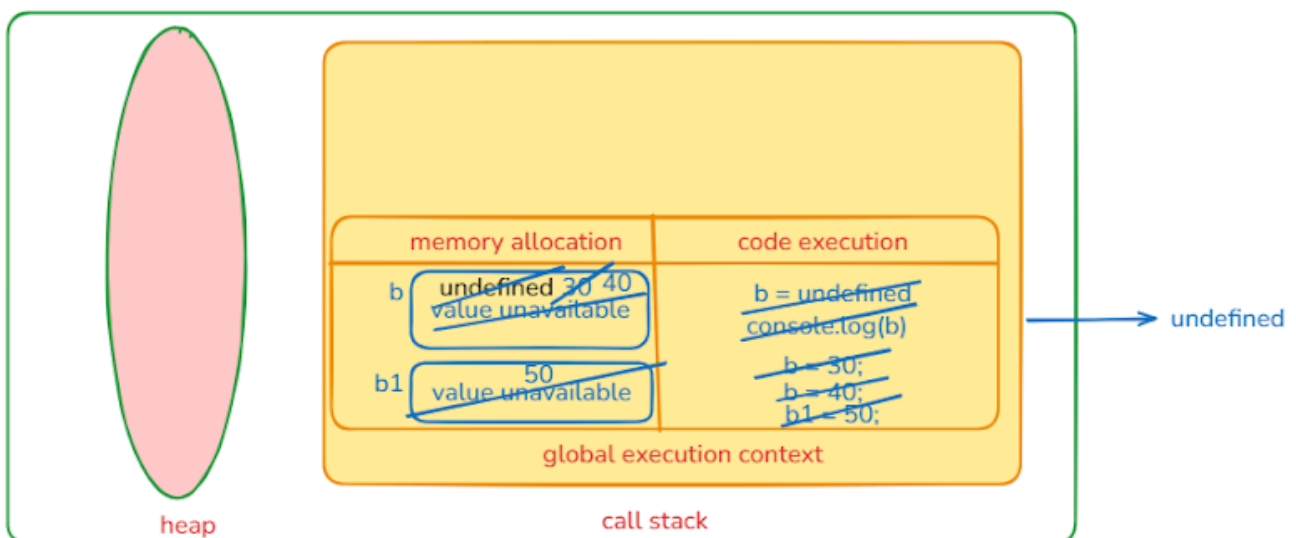 memory allocation
code execution
b
undefined 30 40
value unavailable
b = undefined
console.log(b)
undefined
b = 30;
b1
50
value unavailable
b = 40;
b1 = 50;
global execution context
call stack
heap